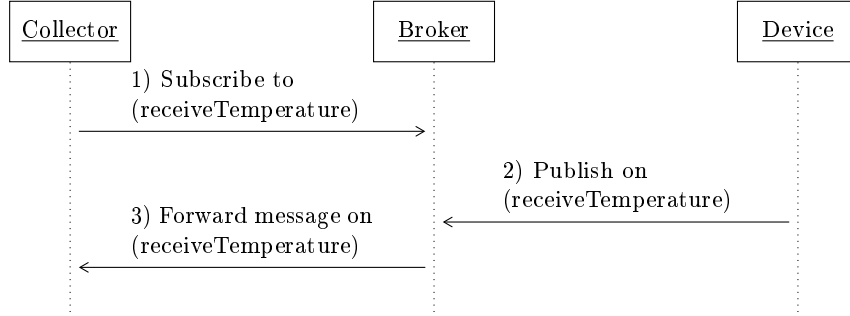 Collector
Broker
Device
1) Subscribe to
(receiveTemperature)
2) Publish on
(receiveTemperature)
3) Forward message on
(receiveTemperature)